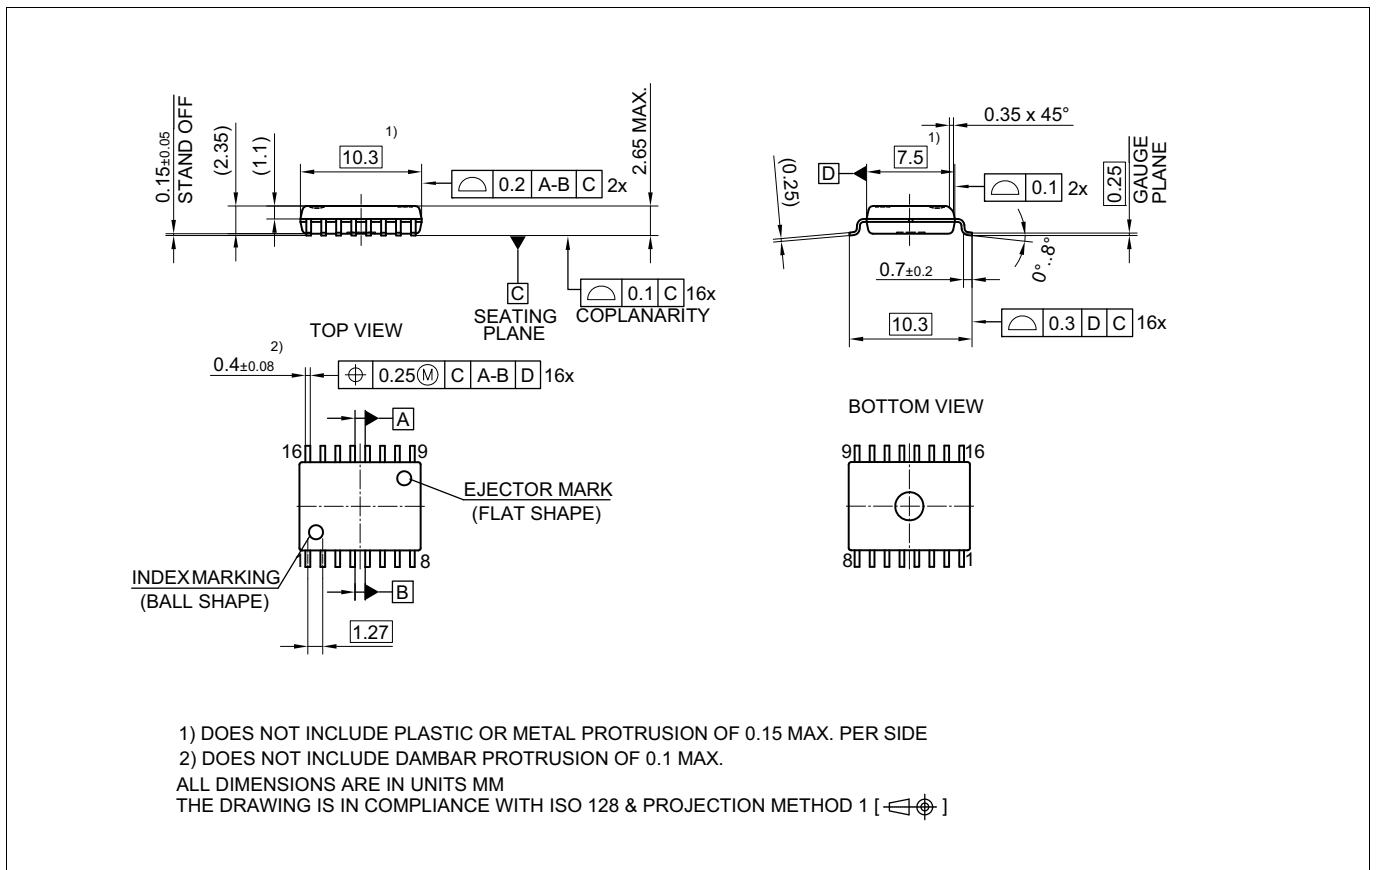 0.15±0.05
STAND OFF
(2.35)
(1.1)
1)
10.3
0.2 A-B C 2x
2.65 MAX.
C
SEATING
PLANE
0.1 C 16x
COPLANARITY
D
7.5
1)
0.35 x 45°
0.1 2x
(0.25)
0.25
GAUGE
PLANE
0°..8°
0.7±0.2
10.3
0.3 D C 16x
TOP VIEW
2)
0.4±0.08
0.25 Ⓜ C A-B D 16x
A
16
9
EJECTOR MARK
(FLAT SHAPE)
1
8
INDEX MARKING
(BALL SHAPE)
B
1.27
BOTTOM VIEW
9
16
8
1
1) DOES NOT INCLUDE PLASTIC OR METAL PROTRUSION OF 0.15 MAX. PER SIDE
2) DOES NOT INCLUDE DAMBAR PROTRUSION OF 0.1 MAX.
ALL DIMENSIONS ARE IN UNITS MM
THE DRAWING IS IN COMPLIANCE WITH ISO 128 & PROJECTION METHOD 1 [ ]